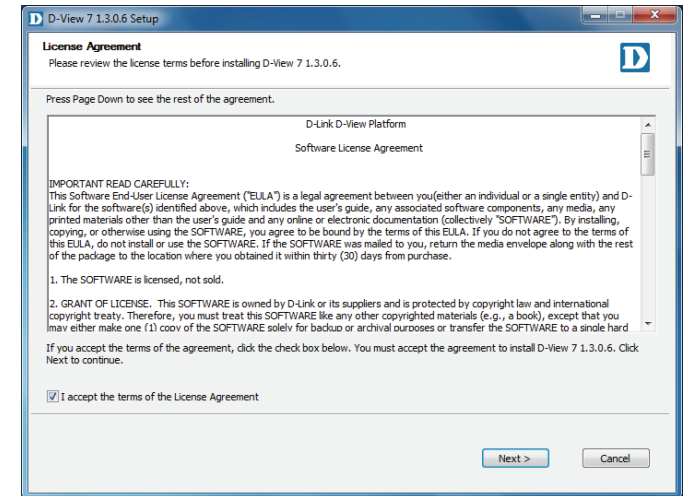 D-View 7 1.3.0.6 Setup
License Agreement
Please review the license terms before installing D-View 7 1.3.0.6.
Press Page Down to see the rest of the agreement.
D-Link D-View Platform
Software License Agreement
IMPORTANT READ CAREFULLY:
This Software End-User License Agreement ("EULA") is a legal agreement between you(either an individual or a single entity) and D-
Link for the software(s) identified above, which includes the user's guide, any associated software components, any media, any
printed materials other than the user's guide and any online or electronic documentation (collectively "SOFTWARE"). By installing,
copying, or otherwise using the SOFTWARE, you agree to be bound by the terms of this EULA. If you do not agree to the terms of
this EULA, do not install or use the SOFTWARE. If the SOFTWARE was mailed to you, return the media envelope along with the rest
of the package to the location where you obtained it within thirty (30) days from purchase.
1. The SOFTWARE is licensed, not sold.
2. GRANT OF LICENSE. This SOFTWARE is owned by D-Link or its suppliers and is protected by copyright law and international
copyright treaty. Therefore, you must treat this SOFTWARE like any other copyrighted materials (e.g., a book), except that you
may either make one (1) copy of the SOFTWARE solely for backup or archival purposes or transfer the SOFTWARE to a single hard
If you accept the terms of the agreement, click the check box below. You must accept the agreement to install D-View 7 1.3.0.6. Click
Next to continue.
I accept the terms of the License Agreement
Next >
Cancel